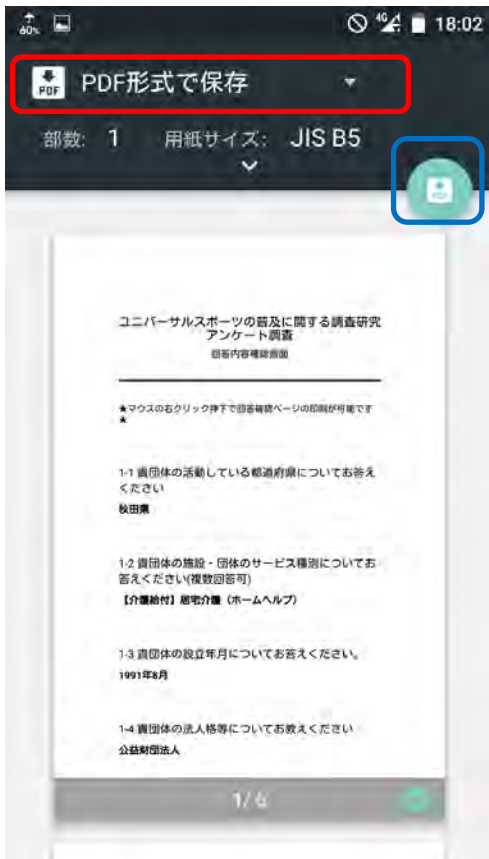 60%
4G
18:02
PDF
PDF形式で保存
部数: 1 用紙サイズ: JIS B5
PDF
ユニバーサルスポーツの普及に関する調査研究
アンケート調査
回答内容確認画面
★マウスの右クリック押下で回答確認ページの印刷が可能です
★
1-1 貴団体の活動している都道府県についてお答え
ください
秋田県
1-2 貴団体の施設・団体のサービス種別についてお
答えください(複数回答可)
【介護給付】居宅介護（ホームヘルプ）
1-3 貴団体の設立年月についてお答えください。
1991年8月
1-4 貴団体の法人格等についてお教えください
公益財団法人
1/6